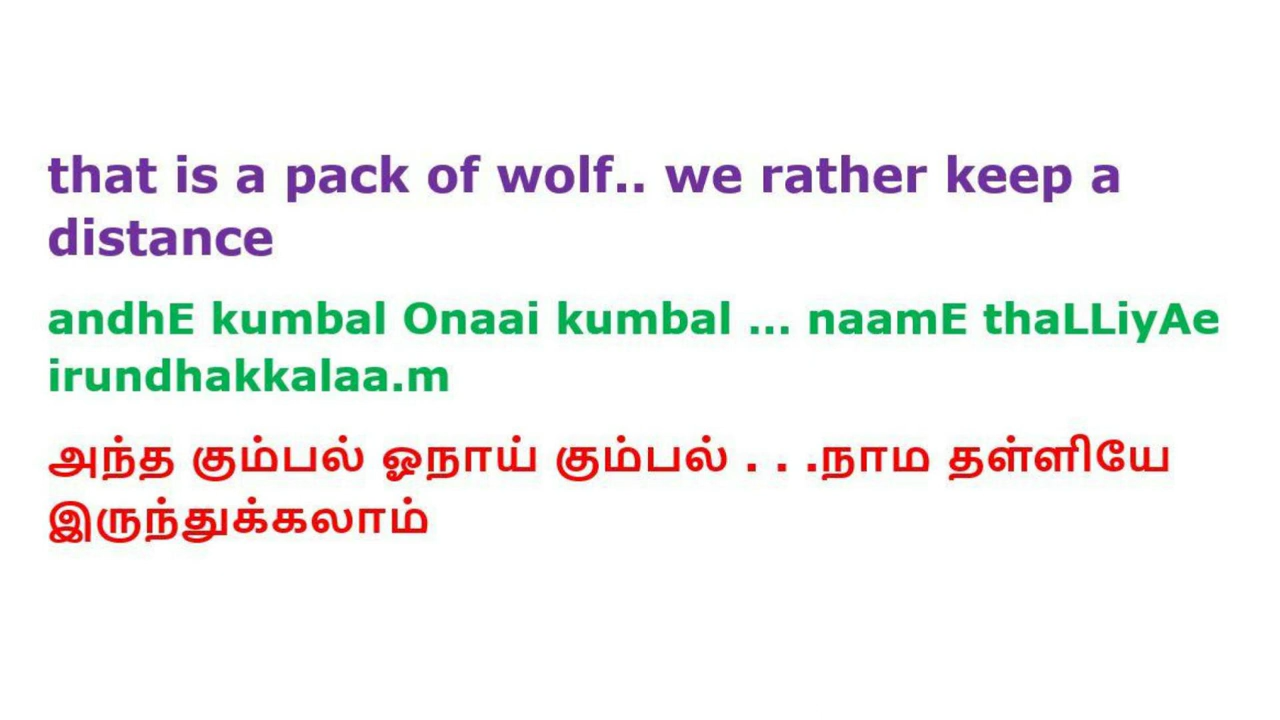 that is a pack of wolf.. we rather keep a
distance
andhE kumbal Onaai kumbal ... naamE thaLLiyAe
irundhakkalaa.m
அந்த கும்பல் ஓநாய் கும்பல் . . .நாம தள்ளியே
இருந்துக்கலாம்